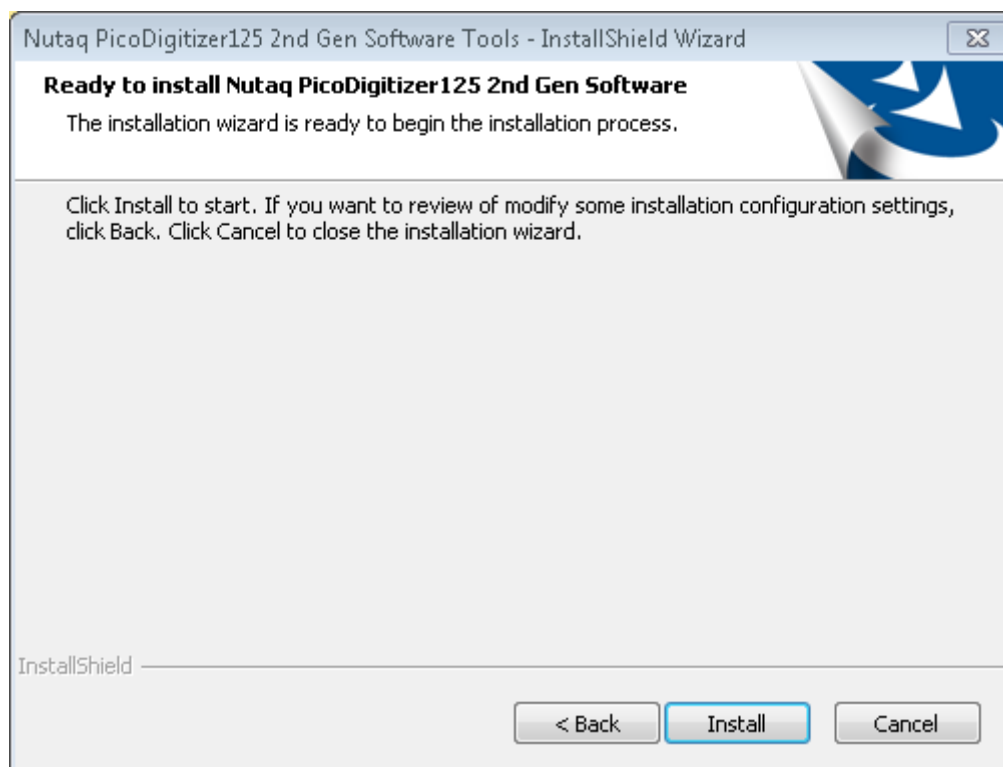 Nutaq PicoDigitizer125 2nd Gen Software Tools - InstallShield Wizard
Ready to install Nutaq PicoDigitizer125 2nd Gen Software
The installation wizard is ready to begin the installation process.
Click Install to start. If you want to review of modify some installation configuration settings,
click Back. Click Cancel to close the installation wizard.
InstallShield
< Back
Install
Cancel